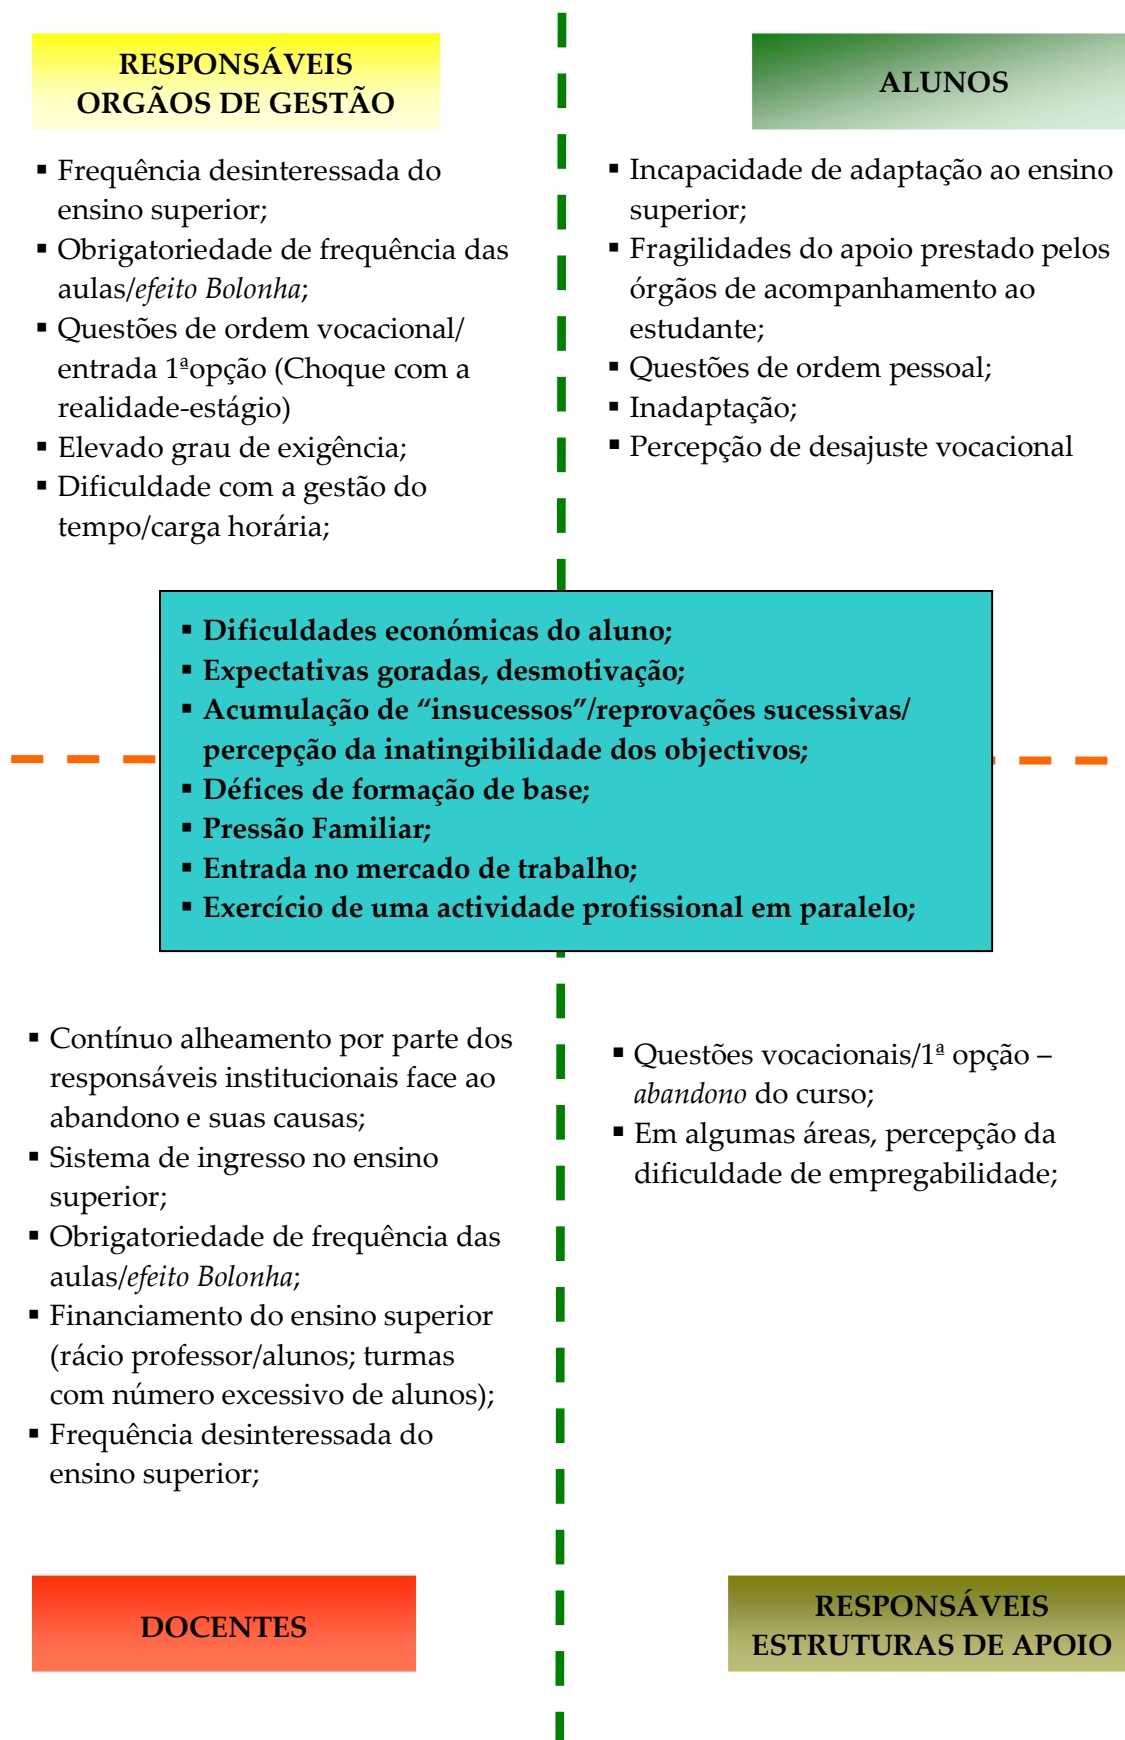 RESPONSÁVEIS
ORGÃOS DE GESTÃO
▪ Frequência desinteressada do
ensino superior;
▪ Obrigatoriedade de frequência das
aulas/efeito Bolonha;
▪ Questões de ordem vocacional/
entrada 1ªopção (Choque com a
realidade-estágio)
▪ Elevado grau de exigência;
▪ Dificuldade com a gestão do
tempo/carga horária;
ALUNOS
▪ Incapacidade de adaptação ao ensino
superior;
▪ Fragilidades do apoio prestado pelos
órgãos de acompanhamento ao
estudante;
▪ Questões de ordem pessoal;
▪ Inadaptação;
▪ Percepção de desajuste vocacional
▪ Dificuldades económicas do aluno;
▪ Expectativas goradas, desmotivação;
▪ Acumulação de “insucessos”/reprovações sucessivas/
percepção da inatingibilidade dos objectivos;
▪ Défices de formação de base;
▪ Pressão Familiar;
▪ Entrada no mercado de trabalho;
▪ Exercício de uma actividade profissional em paralelo;
▪ Contínuo alheamento por parte dos
responsáveis institucionais face ao
abandono e suas causas;
▪ Sistema de ingresso no ensino
superior;
▪ Obrigatoriedade de frequência das
aulas/efeito Bolonha;
▪ Financiamento do ensino superior
(rácio professor/alunos; turmas
com número excessivo de alunos);
▪ Frequência desinteressada do
ensino superior;
DOCENTES
▪ Questões vocacionais/1ª opção –
abandono do curso;
▪ Em algumas áreas, percepção da
dificuldade de empregabilidade;
RESPONSÁVEIS
ESTRUTURAS DE APOIO